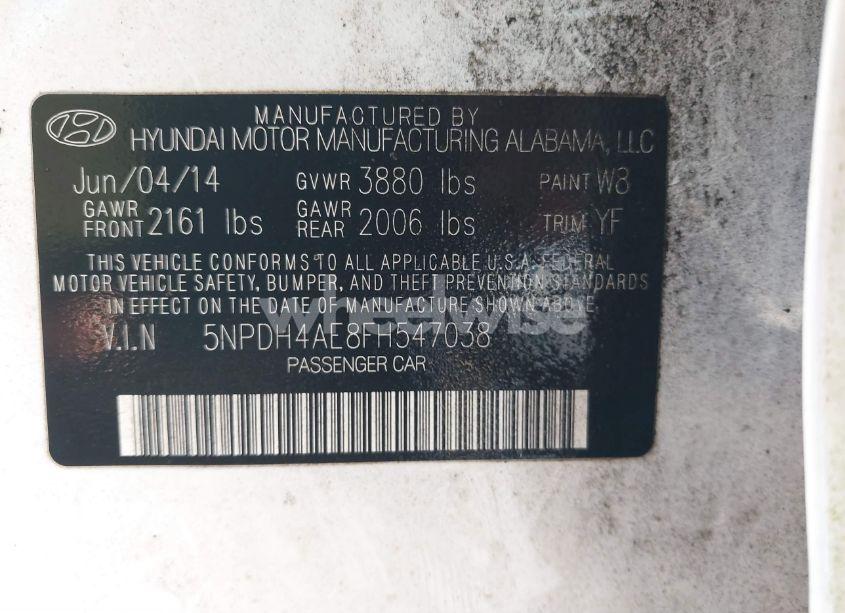 MANUFACTURED BY
HYUNDAI MOTOR MANUFACTURING ALABAMA, LLC
Jun/04/14 GVWR 3880 lbs PAINT W8
GAWR FRONT 2161 lbs GAWR REAR 2006 lbs TRIM YF
THIS VEHICLE CONFORMS TO ALL APPLICABLE U.S.A. FEDERAL
MOTOR VEHICLE SAFETY, BUMPER, AND THEFT PREVENTION STANDARDS
IN EFFECT ON THE DATE OF MANUFACTURE SHOWN ABOVE.
wheelwise
V.I.N 5NPDH4AE8FH547038
PASSENGER CAR